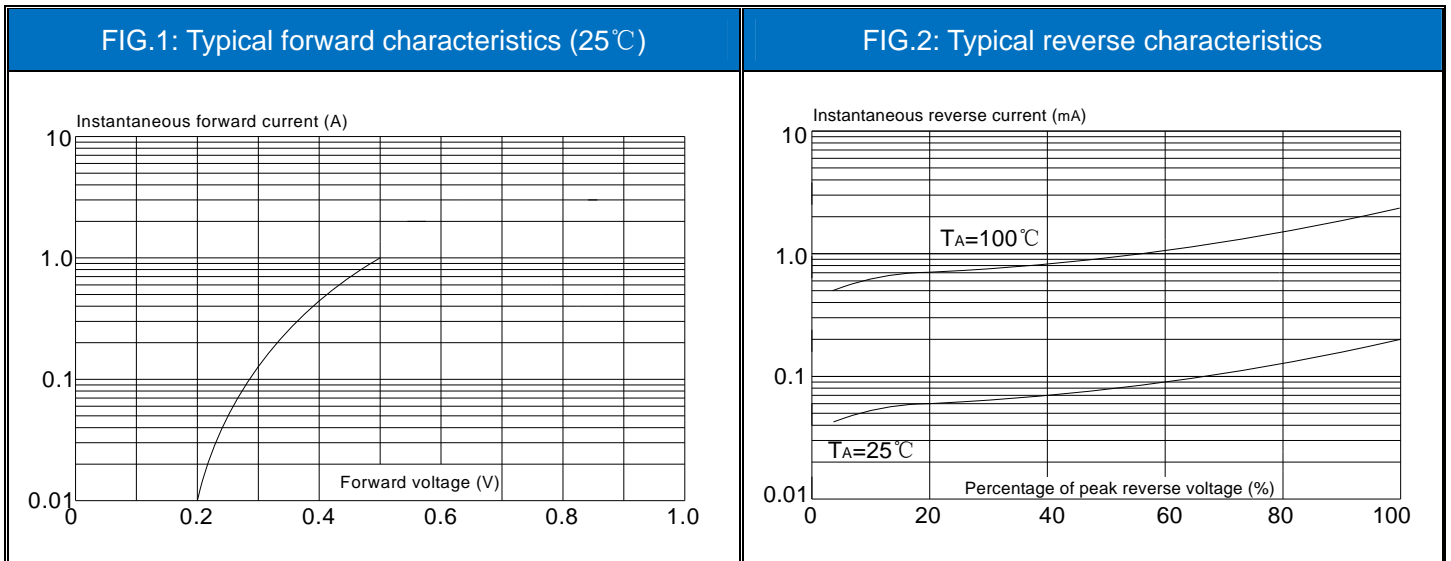 FIG.1: Typical forward characteristics (25℃)
FIG.2: Typical reverse characteristics
Instantaneous forward current (A)
10
1.0
0.1
0.01
Forward voltage (V)
0 0.2 0.4 0.6 0.8 1.0
Instantaneous reverse current (mA)
10
TA=100℃
1.0
0.1
TA=25℃
0.01
Percentage of peak reverse voltage (%)
0 20 40 60 80 100